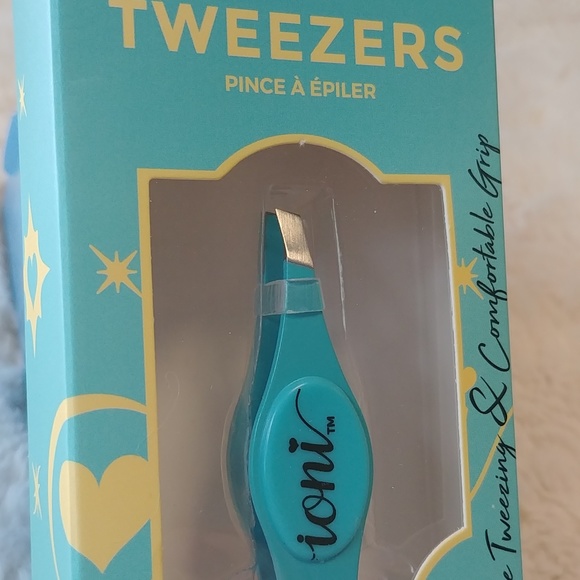 TWEEZERS
PINCE À ÉPILER
Tweezing & Comfortable Grip
ioni™